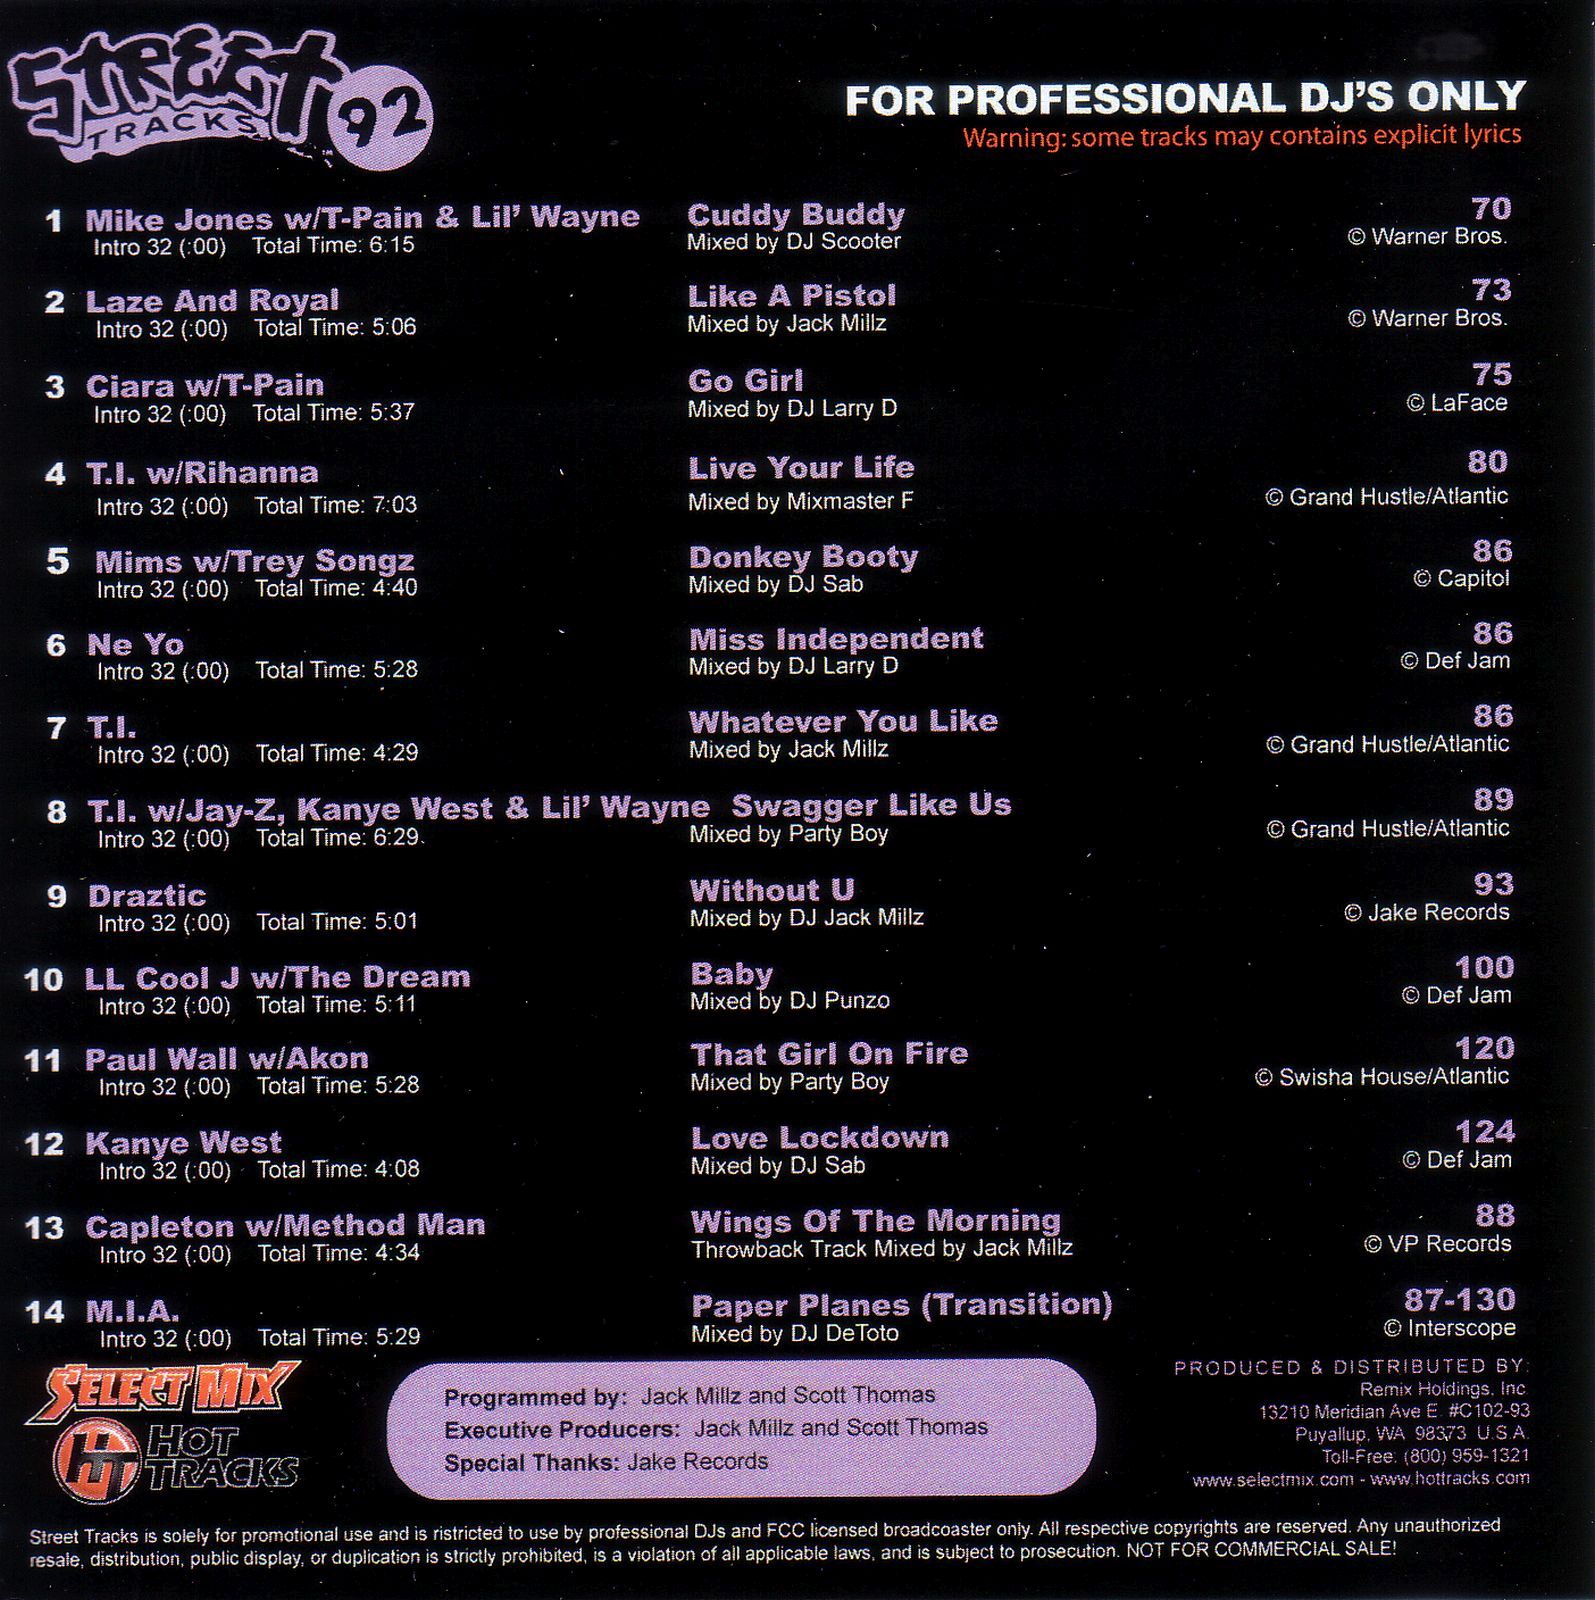 STREET
TRACKS 92
FOR PROFESSIONAL DJ'S ONLY
Warning: some tracks may contains explicit lyrics
1 Mike Jones w/T-Pain & Lil' Wayne Cuddy Buddy 70
Intro 32 (:00) Total Time: 6:15 Mixed by DJ Scooter © Warner Bros.
2 Laze And Royal Like A Pistol 73
Intro 32 (:00) Total Time: 5:06 Mixed by Jack Millz © Warner Bros.
3 Ciara w/T-Pain Go Girl 75
Intro 32 (:00) Total Time: 5:37 Mixed by DJ Larry D © LaFace
4 T.I. w/Rihanna Live Your Life 80
Intro 32 (:00) Total Time: 7:03 Mixed by Mixmaster F © Grand Hustle/Atlantic
5 Mims w/Trey Songz Donkey Booty 86
Intro 32 (:00) Total Time: 4:40 Mixed by DJ Sab © Capitol
6 Ne Yo Miss Independent 86
Intro 32 (:00) Total Time: 5:28 Mixed by DJ Larry D © Def Jam
7 T.I. Whatever You Like 86
Intro 32 (:00) Total Time: 4:29 Mixed by Jack Millz © Grand Hustle/Atlantic
8 T.I. w/Jay-Z, Kanye West & Lil' Wayne Swagger Like Us 89
Intro 32 (:00) Total Time: 6:29 Mixed by Party Boy © Grand Hustle/Atlantic
9 Draztic Without U 93
Intro 32 (:00) Total Time: 5:01 Mixed by DJ Jack Millz © Jake Records
10 LL Cool J w/The Dream Baby 100
Intro 32 (:00) Total Time: 5:11 Mixed by DJ Punzo © Def Jam
11 Paul Wall w/Akon That Girl On Fire 120
Intro 32 (:00) Total Time: 5:28 Mixed by Party Boy © Swisha House/Atlantic
12 Kanye West Love Lockdown 124
Intro 32 (:00) Total Time: 4:08 Mixed by DJ Sab © Def Jam
13 Capleton w/Method Man Wings Of The Morning 88
Intro 32 (:00) Total Time: 4:34 Throwback Track Mixed by Jack Millz © VP Records
14 M.I.A. Paper Planes (Transition) 87-130
Intro 32 (:00) Total Time: 5:29 Mixed by DJ DeToto © Interscope
SELECT MIX
HT HOT
TRACKS
Programmed by: Jack Millz and Scott Thomas
Executive Producers: Jack Millz and Scott Thomas
Special Thanks: Jake Records
PRODUCED & DISTRIBUTED BY:
Remix Holdings, Inc.
13210 Meridian Ave E. #C102-93
Puyallup, WA 98373 U.S.A.
Toll-Free: (800) 959-1321
www.selectmix.com - www.hottracks.com
Street Tracks is solely for promotional use and is ristricted to use by professional DJs and FCC licensed broadcoaster only. All respective copyrights are reserved. Any unauthorized
resale, distribution, public display, or duplication is strictly prohibited, is a violation of all applicable laws, and is subject to prosecution. NOT FOR COMMERCIAL SALE!